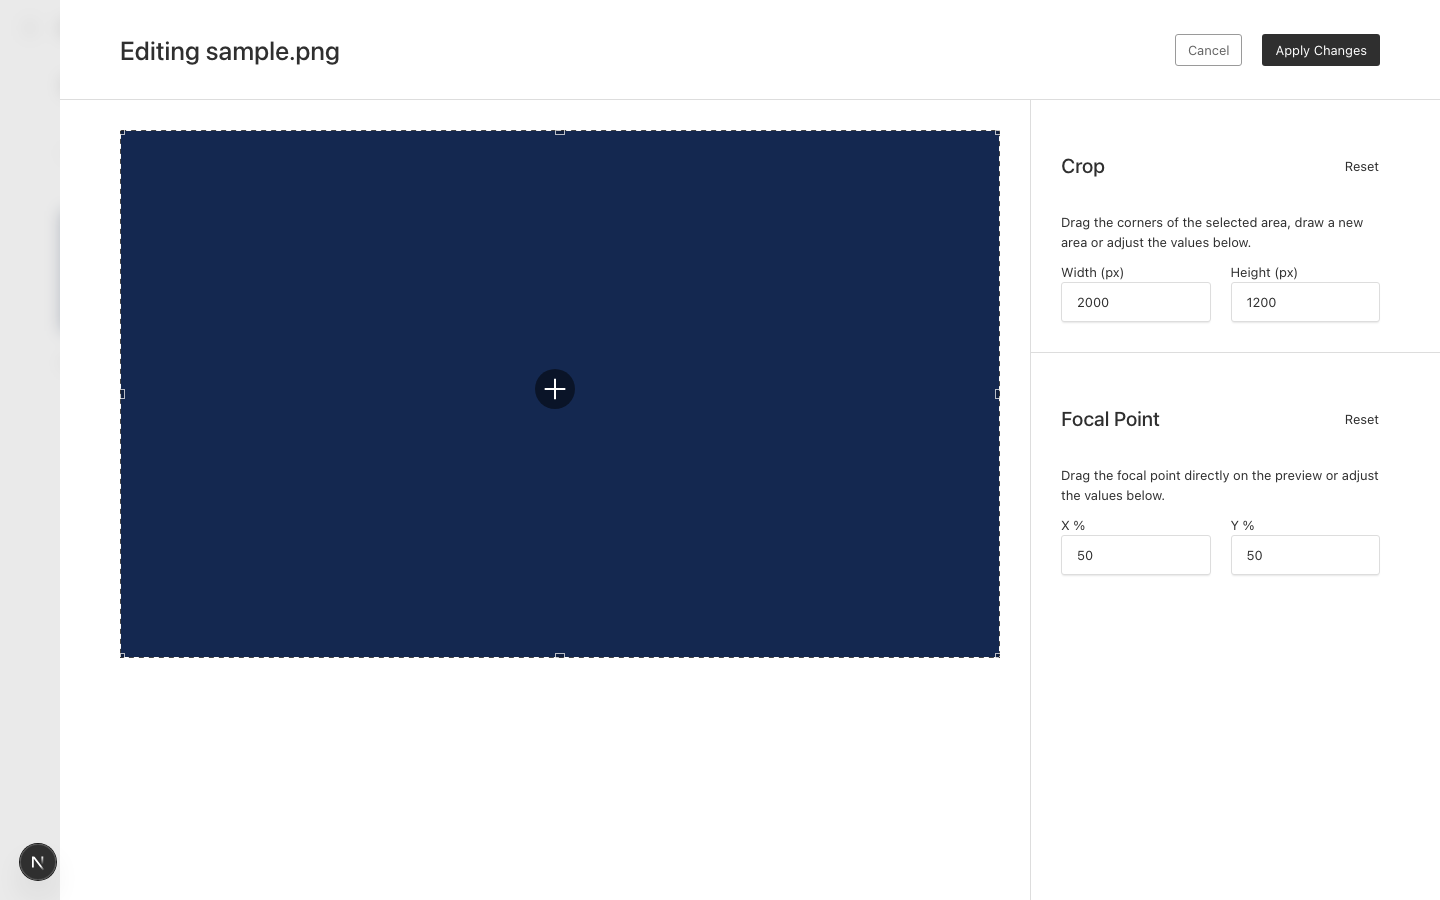 Editing sample.png
Cancel
Apply Changes
Crop
Reset
Drag the corners of the selected area, draw a new
area or adjust the values below.
Width (px)
Height (px)
2000
1200
Focal Point
Reset
Drag the focal point directly on the preview or adjust
the values below.
X %
Y %
50
50
N